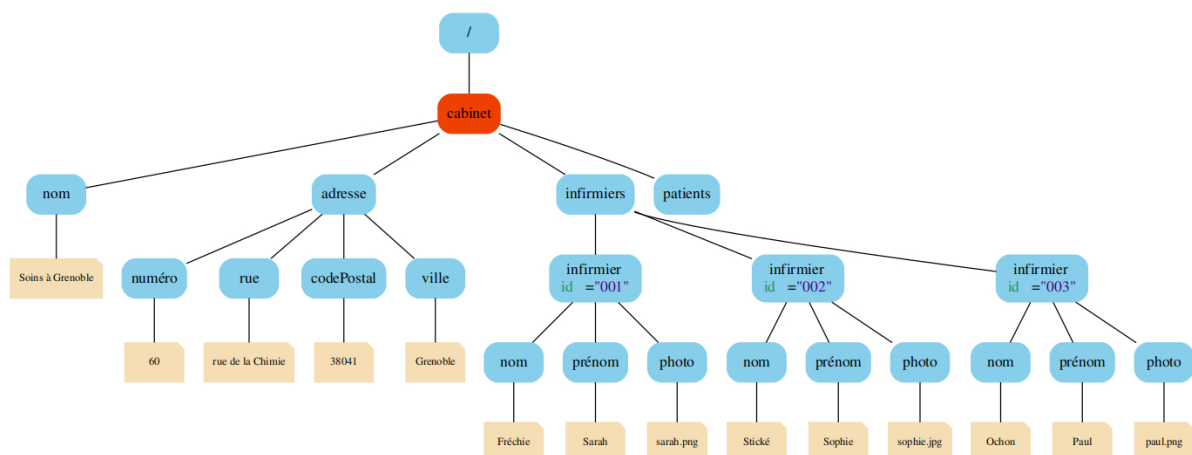 /
cabinet
nom adresse infirmiers patients
infirmier infirmier infirmier
id ="001" id ="002" id ="003"
Soins à Grenoble numéro rue codePostal ville
60 rue de la Chimie 38041 Grenoble nom prénom photo nom prénom photo nom prénom photo
Fréchie Sarah sarah.png Stické Sophie sophie.jpg Ochon Paul paul.png